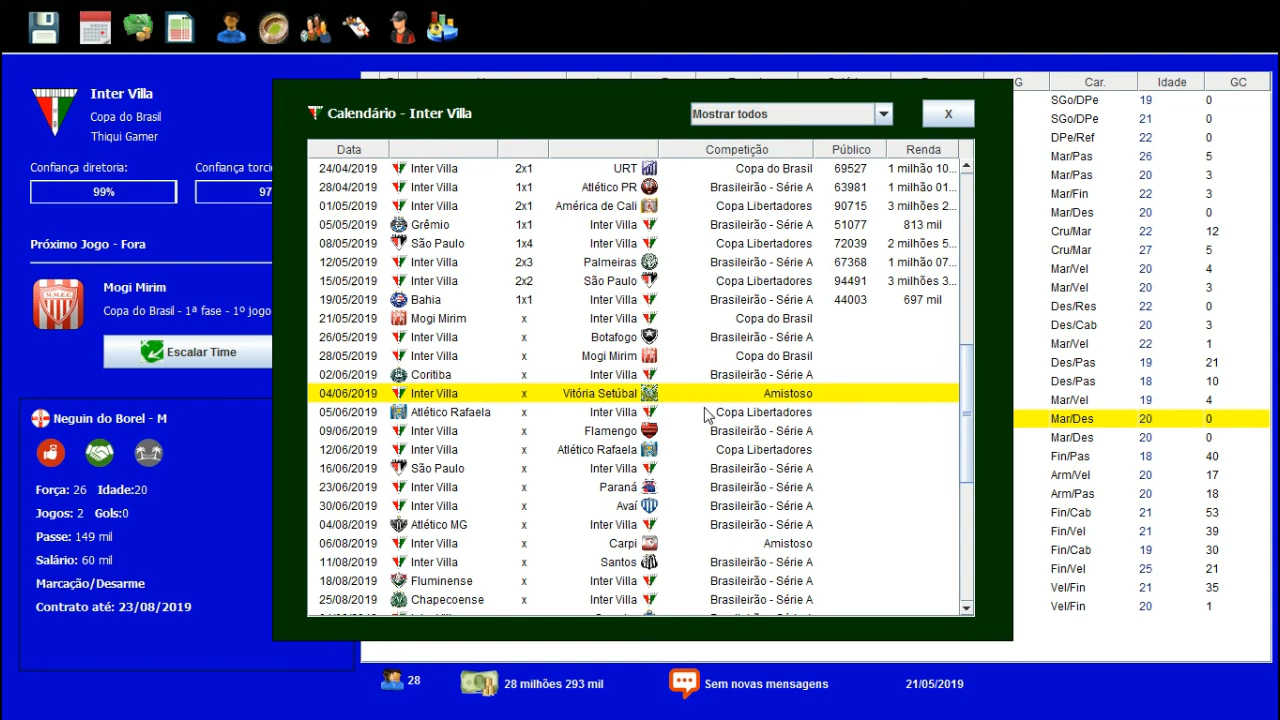 Inter Villa
Copa do Brasil
Thiqui Gamer
Confiança diretoria:
99%
97
Próximo Jogo - Fora
Mogi Mirim
Copa do Brasil - 1ª fase - 1º jogo
Escalar Time
Neguin do Borel - M
Força: 26 Idade:20
Jogos: 2 Gols:0
Passe: 149 mil
Salário: 60 mil
Marcação/Desarme
Contrato até: 23/08/2019
Calendário - Inter Villa
Mostrar todos
X
Data Competição Público Renda
24/04/2019 Inter Villa 2x1 URT Copa do Brasil 69527 1 milhão 10...
28/04/2019 Inter Villa 1x1 Atlético PR Brasileirão - Série A 63981 1 milhão 01...
01/05/2019 Inter Villa 2x1 América de Cali Copa Libertadores 90715 3 milhões 2...
05/05/2019 Grêmio 1x1 Inter Villa Brasileirão - Série A 51077 813 mil
08/05/2019 São Paulo 1x4 Inter Villa Copa Libertadores 72039 2 milhões 5...
12/05/2019 Inter Villa 2x3 Palmeiras Brasileirão - Série A 67368 1 milhão 07...
15/05/2019 Inter Villa 2x2 São Paulo Copa Libertadores 94491 3 milhões 3...
19/05/2019 Bahia 1x1 Inter Villa Brasileirão - Série A 44003 697 mil
21/05/2019 Mogi Mirim x Inter Villa Copa do Brasil
26/05/2019 Inter Villa x Botafogo Brasileirão - Série A
28/05/2019 Inter Villa x Mogi Mirim Copa do Brasil
02/06/2019 Coritiba x Inter Villa Brasileirão - Série A
04/06/2019 Inter Villa x Vitória Setúbal Amistoso
05/06/2019 Atlético Rafaela x Inter Villa Copa Libertadores
09/06/2019 Inter Villa x Flamengo Brasileirão - Série A
12/06/2019 Inter Villa x Atlético Rafaela Copa Libertadores
16/06/2019 São Paulo x Inter Villa Brasileirão - Série A
23/06/2019 Inter Villa x Paraná Brasileirão - Série A
30/06/2019 Inter Villa x Avaí Brasileirão - Série A
04/08/2019 Atlético MG x Inter Villa Brasileirão - Série A
06/08/2019 Inter Villa x Carpi Amistoso
11/08/2019 Inter Villa x Santos Brasileirão - Série A
18/08/2019 Fluminense x Inter Villa Brasileirão - Série A
25/08/2019 Chapecoense x Inter Villa Brasileirão - Série A
G Car. Idade GC
SGo/DPe 19 0
SGo/DPe 21 0
DPe/Ref 22 0
Mar/Pas 26 5
Mar/Pas 20 3
Mar/Fin 22 3
Mar/Des 20 0
Cru/Mar 22 12
Cru/Mar 27 5
Mar/Vel 20 4
Mar/Vel 20 3
Des/Res 22 0
Des/Cab 20 3
Mar/Vel 22 1
Des/Pas 19 21
Des/Pas 18 10
Mar/Vel 19 4
Mar/Des 20 0
Mar/Des 20 0
Fin/Pas 18 40
Arm/Vel 20 17
Arm/Pas 20 18
Fin/Cab 21 53
Fin/Vel 21 39
Fin/Cab 19 30
Fin/Vel 25 21
Vel/Fin 21 35
Vel/Fin 20 1
28
28 milhões 293 mil
Sem novas mensagens
21/05/2019